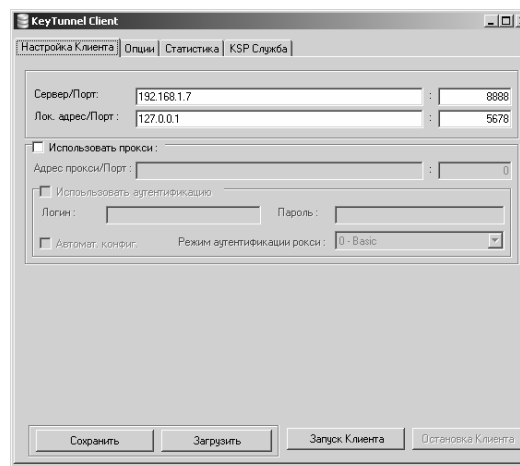 KeyTunnel Client
Настройка Клиента Опции Статистика KSP Служба
Сервер/Порт: 192.168.1.7 : 8888
Лок. адрес/Порт : 127.0.0.1 : 5678
Использовать прокси :
Адрес прокси/Порт : : 0
Испоьльзовать аутентификацию
Логин : Пароль :
Автомат. конфиг. Режим аутентификации рокси : 0 - Basic
Сохранить Загрузить Запуск Клиента Остановка Клиента